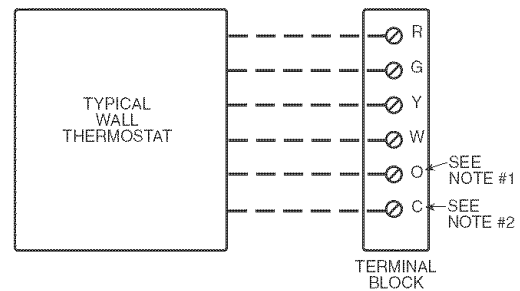 TYPICAL
WALL
THERMOSTAT
R
G
Y
W
O
SEE
NOTE #1
C
SEE
NOTE #2
TERMINAL
BLOCK